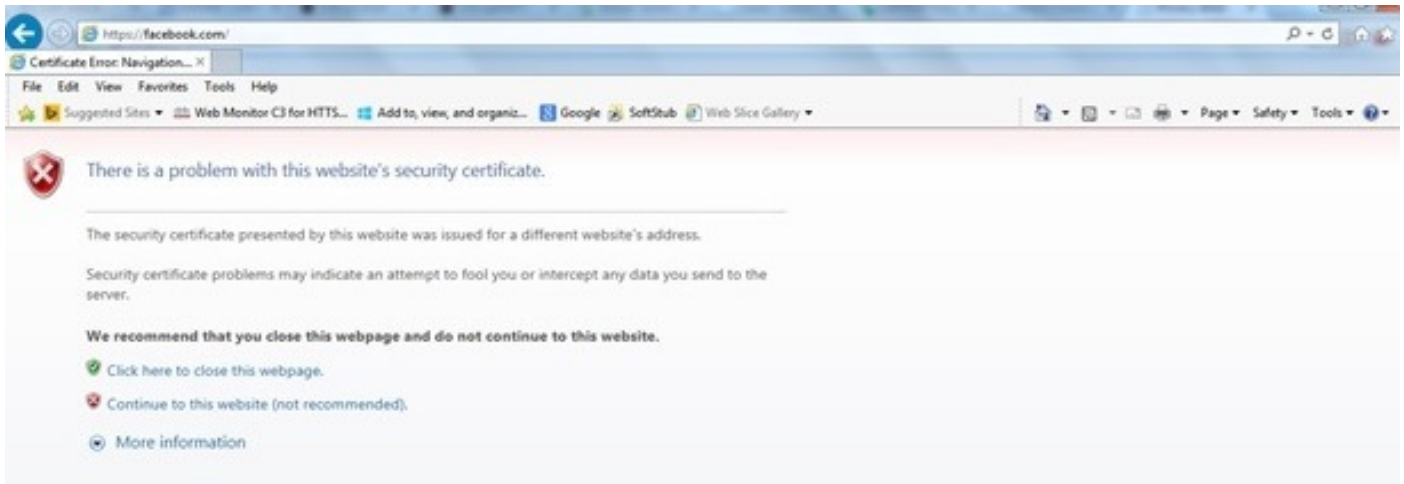 https://facebook.com/
Certificate Error: Navigation...
File Edit View Favorites Tools Help
Suggested Sites Web Monitor C3 for HTTS... Add to, view, and organiz... Google SoftStub Web Slice Gallery Page Safety Tools
There is a problem with this website's security certificate.
The security certificate presented by this website was issued for a different website's address.
Security certificate problems may indicate an attempt to fool you or intercept any data you send to the
server.
We recommend that you close this webpage and do not continue to this website.
Click here to close this webpage.
Continue to this website (not recommended).
More information